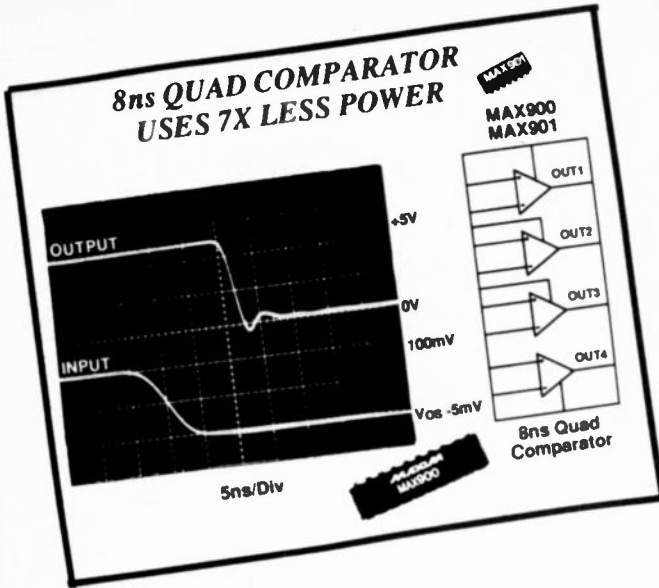 8ns QUAD COMPARATOR
USES 7X LESS POWER
MAX901
MAX900
MAX901
OUTPUT
+5V
0V
INPUT
100mV
VOS -5mV
5ns/Div
OUT1
OUT2
OUT3
OUT4
8ns Quad
Comparator
MAXIM
MAX900